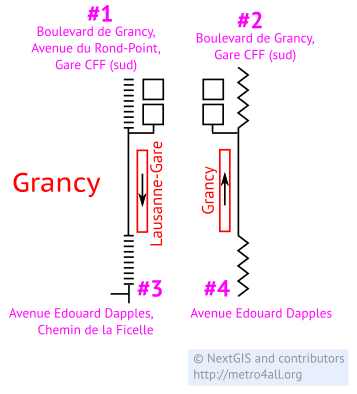 #1
Boulevard de Grancy,
Avenue du Rond-Point,
Gare CFF (sud)
#2
Boulevard de Grancy,
Gare CFF (sud)
Grancy
Lausanne-Gare
Grancy
#3
Avenue Edouard Dapples,
Chemin de la Ficelle
#4
Avenue Edouard Dapples
© NextGIS and contributors
http://metro4all.org